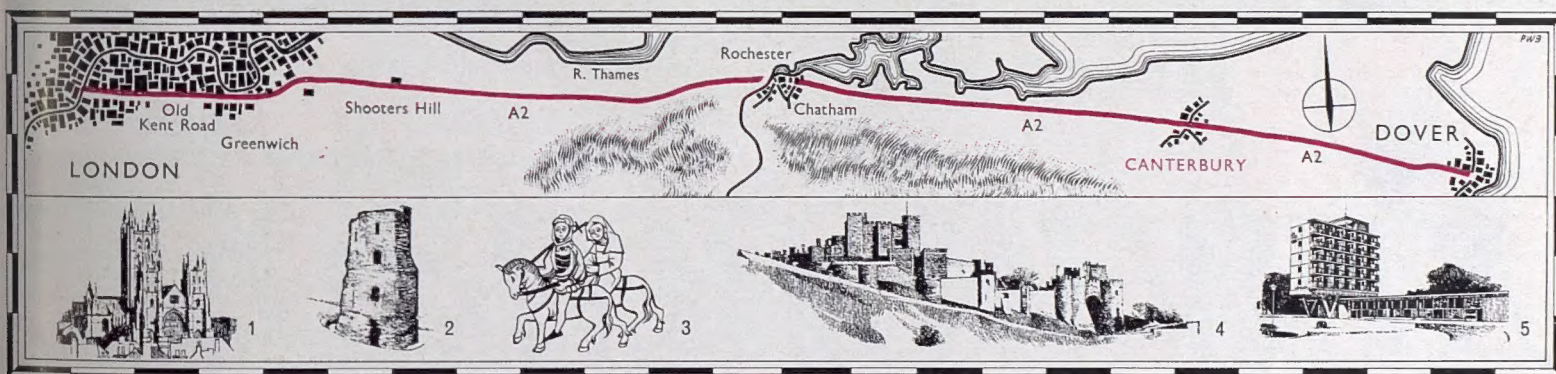 PWB
Rochester
R. Thames
Old
Kent Road
Shooters Hill
A2
Chatham
A2
Greenwich
DOVER
CANTERBURY
A2
LONDON
1
2
3
4
5